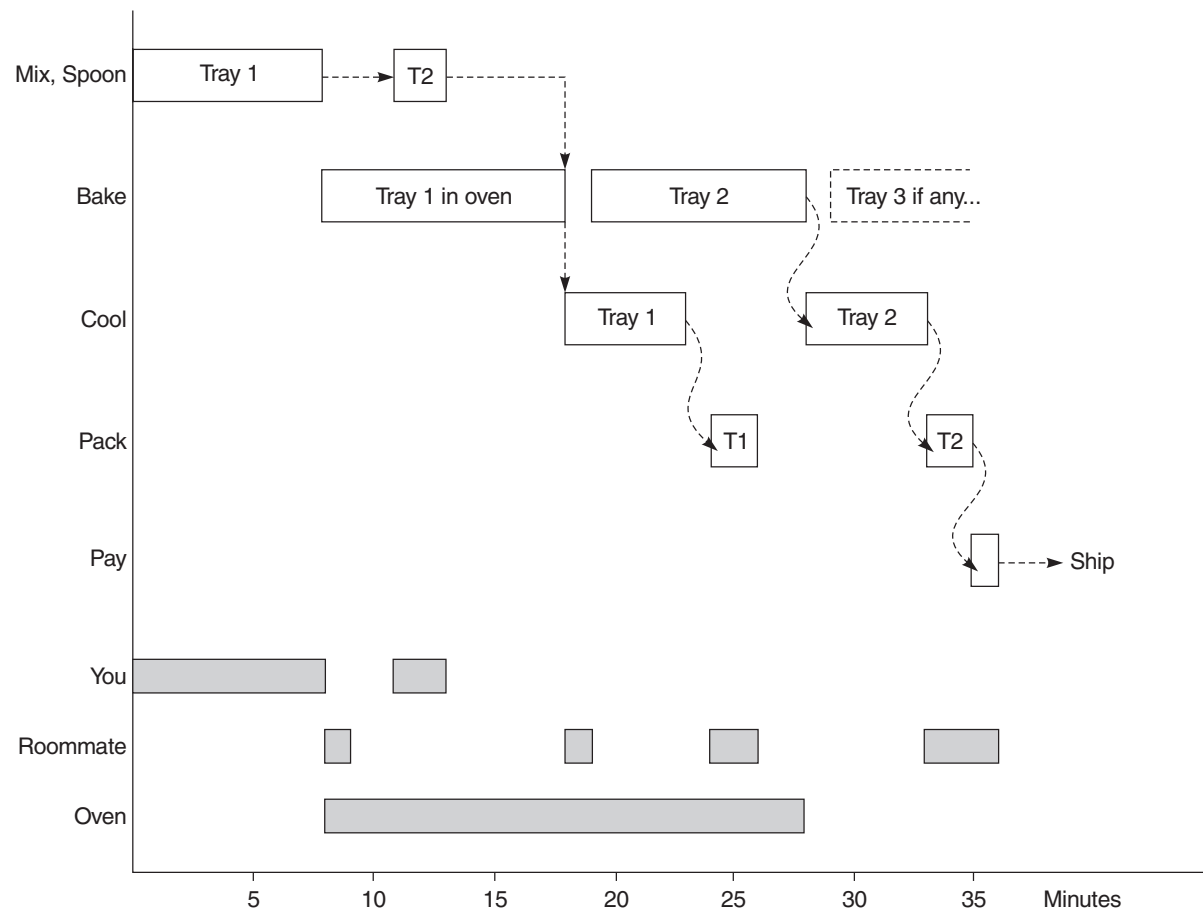 Mix, Spoon
Tray 1
T2
Bake
Tray 1 in oven
Tray 2
Tray 3 if any...
Cool
Tray 1
Tray 2
Pack
T1
T2
Pay
Ship
You
Roommate
Oven
5 10 15 20 25 30 35 Minutes